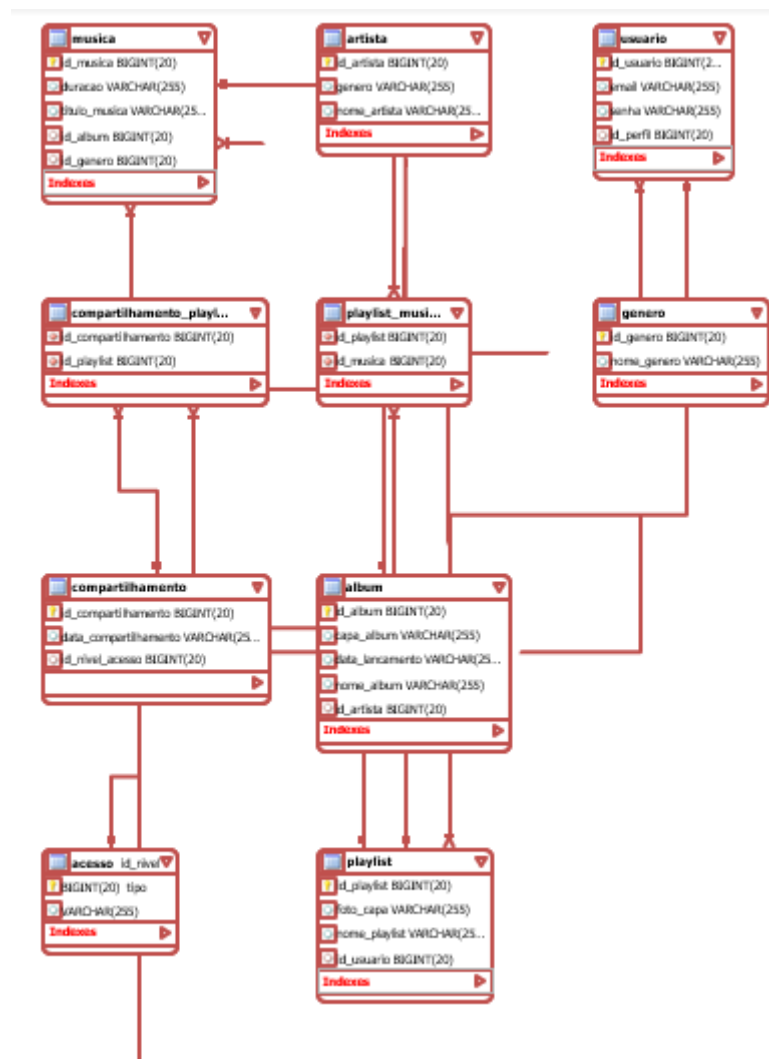 musica
id_musica BIGINT(20)
duracao VARCHAR(255)
titulo_musica VARCHAR(25...
id_album BIGINT(20)
id_genero BIGINT(20)
Indexes
artista
id_artista BIGINT(20)
genero VARCHAR(255)
nome_artista VARCHAR(25...
Indexes
usuario
id_usuario BIGINT(2...
email VARCHAR(255)
senha VARCHAR(255)
id_perfil BIGINT(20)
Indexes
compartilhamento_playl...
id_compartilhamento BIGINT(20)
id_playlist BIGINT(20)
Indexes
playlist_musi...
id_playlist BIGINT(20)
id_musica BIGINT(20)
Indexes
genero
id_genero BIGINT(20)
nome_genero VARCHAR(255)
Indexes
compartilhamento
id_compartilhamento BIGINT(20)
data_compartilhamento VARCHAR(25...
id_nivel_acesso BIGINT(20)
album
id_album BIGINT(20)
capa_album VARCHAR(255)
data_lancamento VARCHAR(25...
nome_album VARCHAR(255)
id_artista BIGINT(20)
Indexes
acesso id_nivel
BIGINT(20) tipo
VARCHAR(255)
Indexes
playlist
id_playlist BIGINT(20)
foto_capa VARCHAR(255)
nome_playlist VARCHAR(25...
id_usuario BIGINT(20)
Indexes